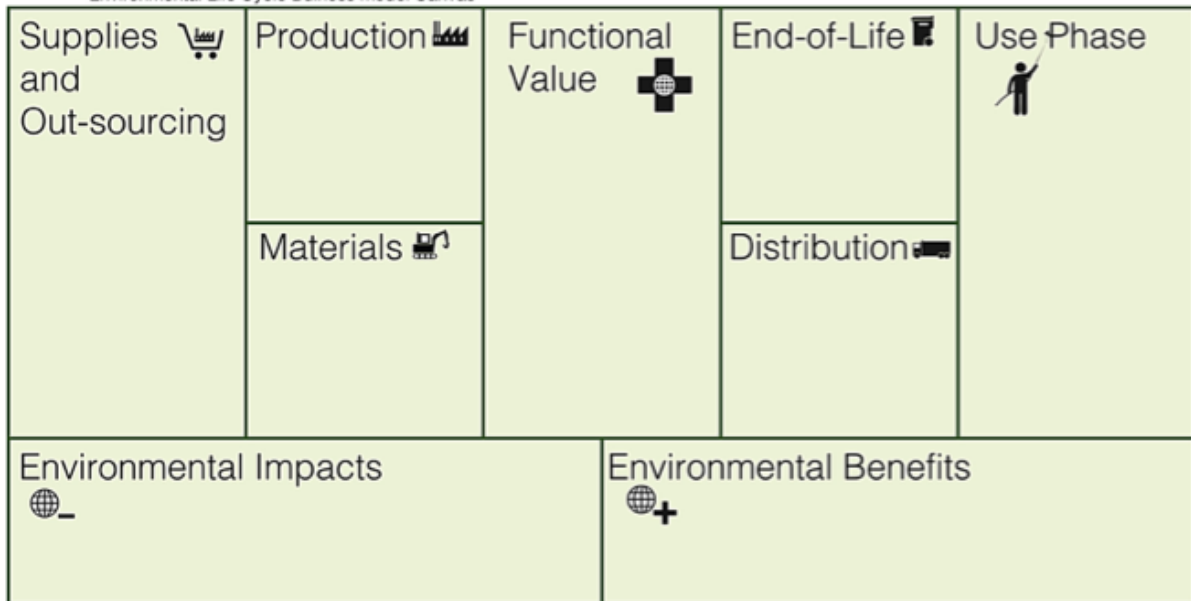 Supplies
and
Out-sourcing
Production
Functional
Value
End-of-Life
Use Phase
Materials
Distribution
Environmental Impacts
Environmental Benefits